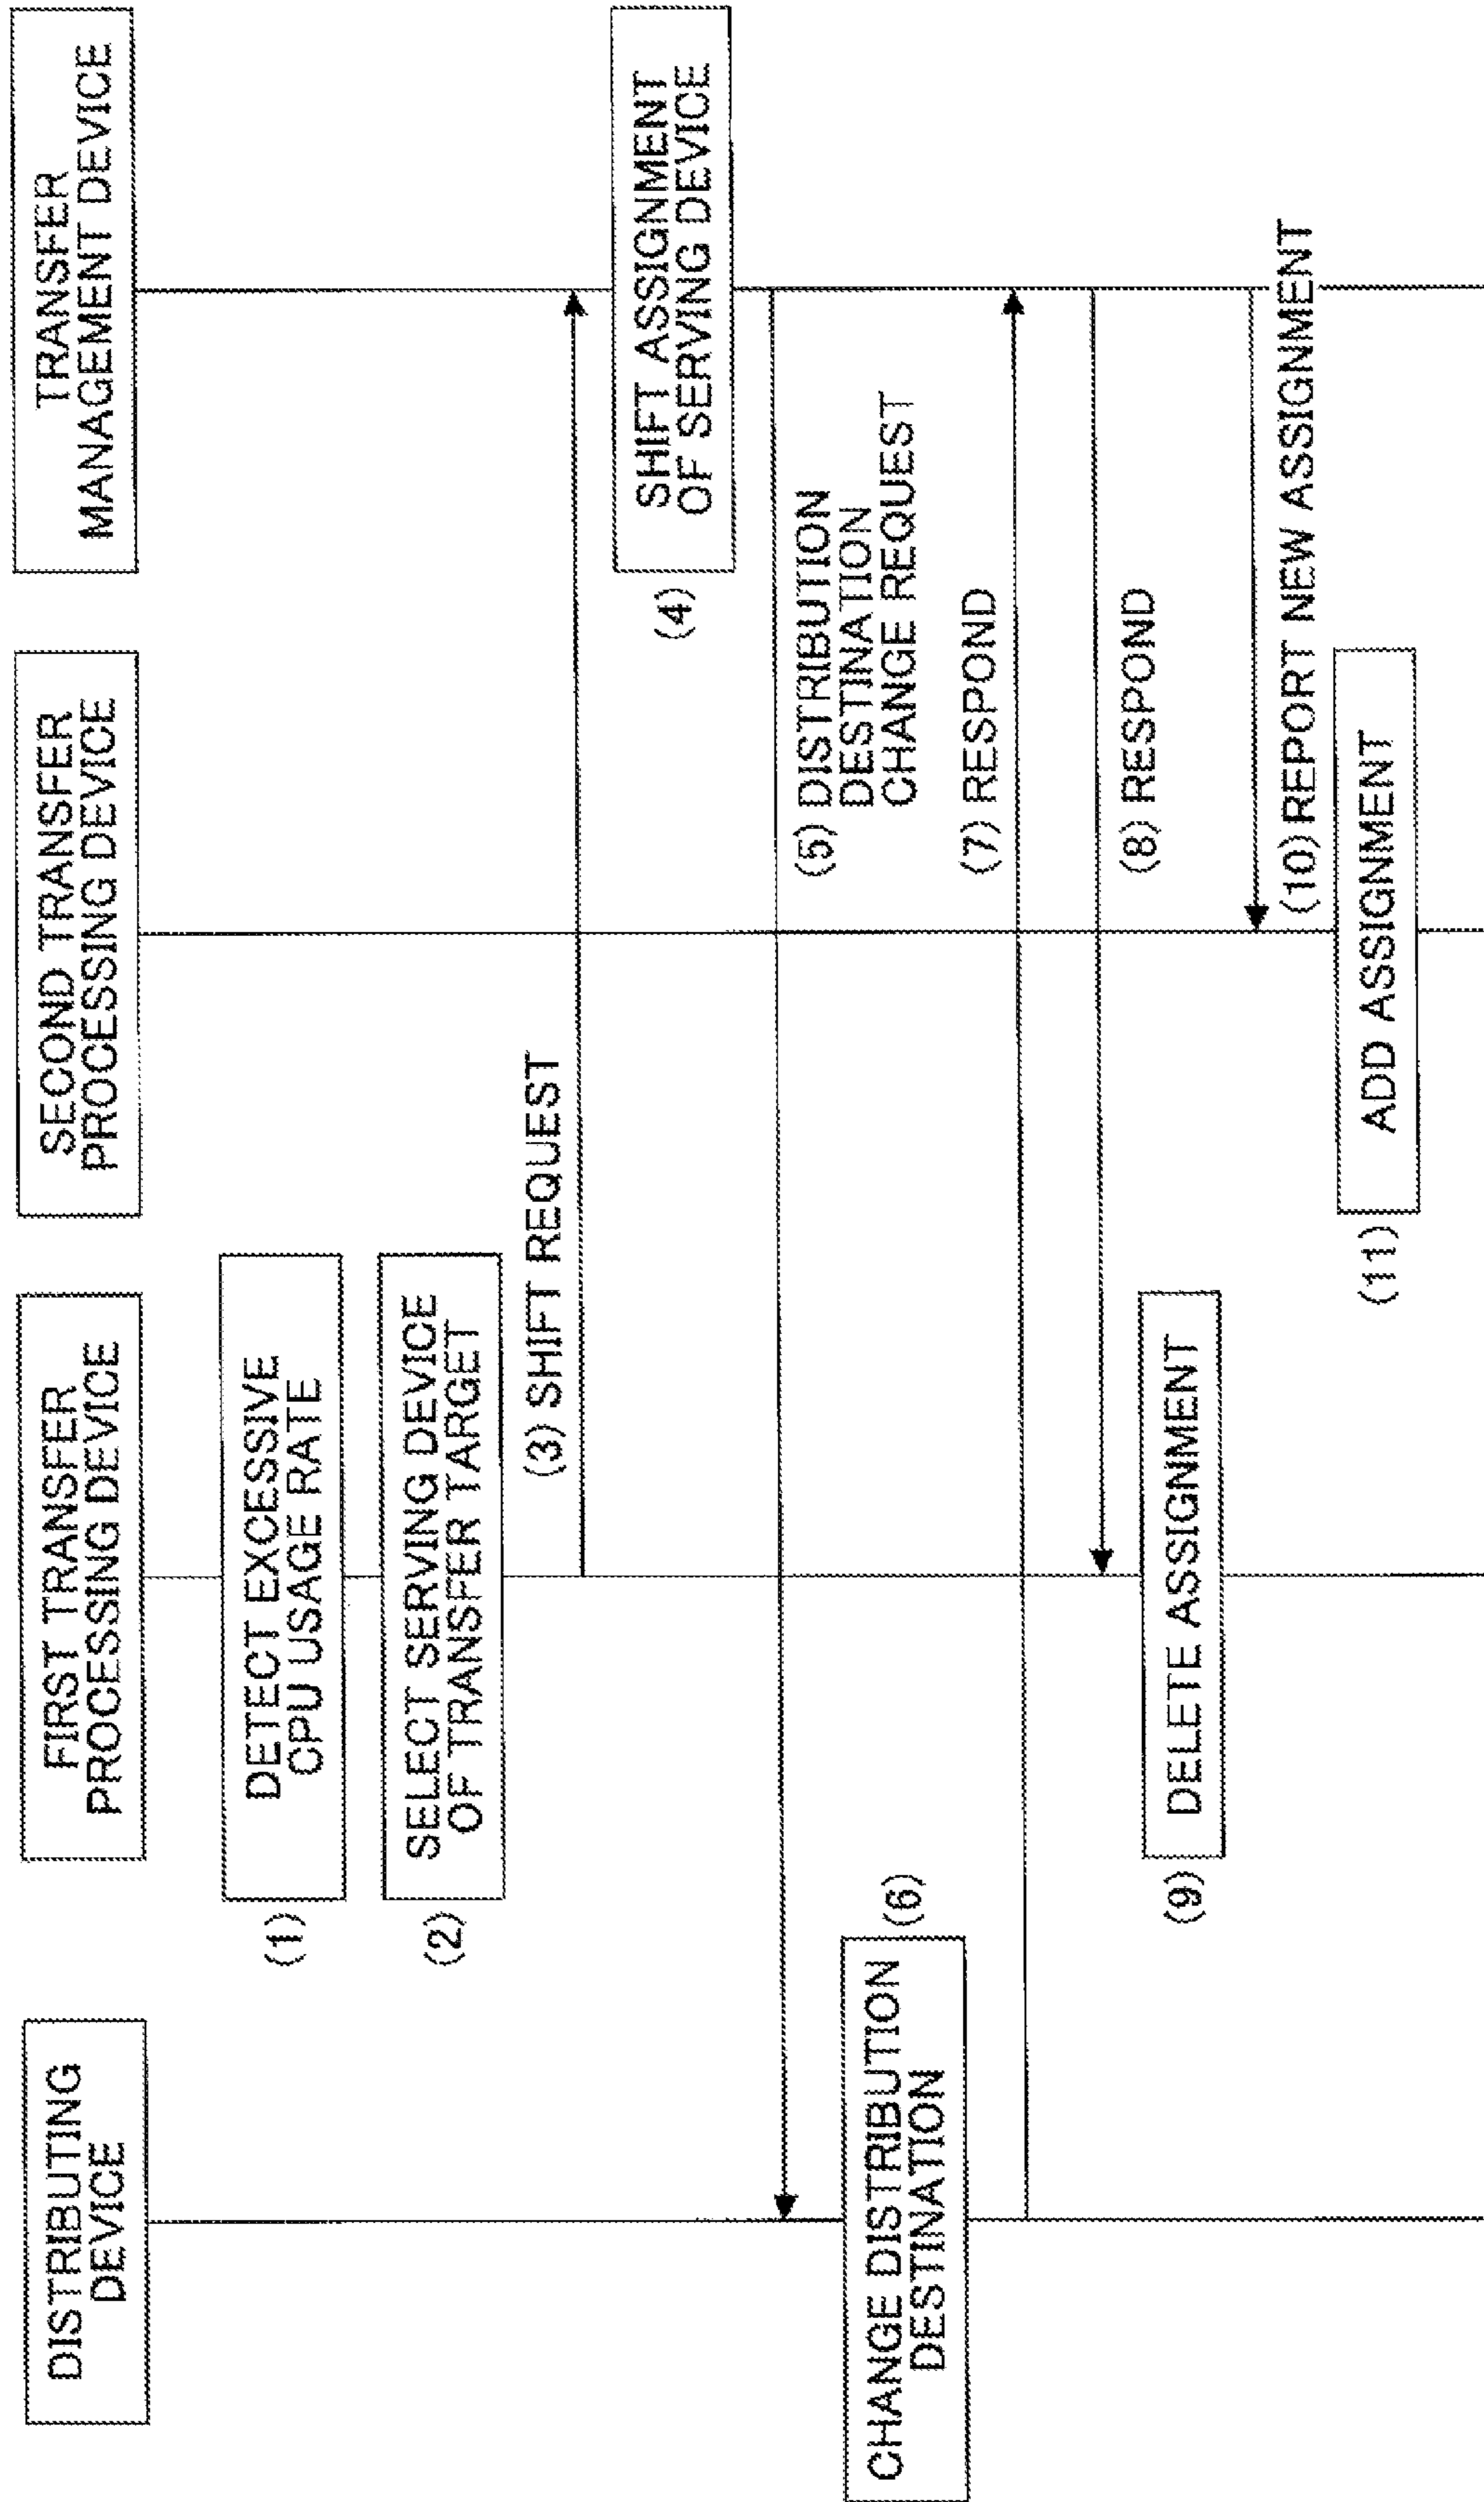 DISTRIBUTING
DEVICE
FIRST TRANSFER
PROCESSING DEVICE
SECOND TRANSFER
PROCESSING DEVICE
TRANSFER
MANAGEMENT DEVICE
(1)
DETECT EXCESSIVE
CPU USAGE RATE
(2)
SELECT SERVING DEVICE
OF TRANSFER TARGET
(3) SHIFT REQUEST
(4)
SHIFT ASSIGNMENT
OF SERVING DEVICE
(5) DISTRIBUTION
DESTINATION
CHANGE REQUEST
CHANGE DISTRIBUTION
DESTINATION
(6)
(7) RESPOND
(8) RESPOND
(9)
DELETE ASSIGNMENT
(10) REPORT NEW ASSIGNMENT
(11)
ADD ASSIGNMENT